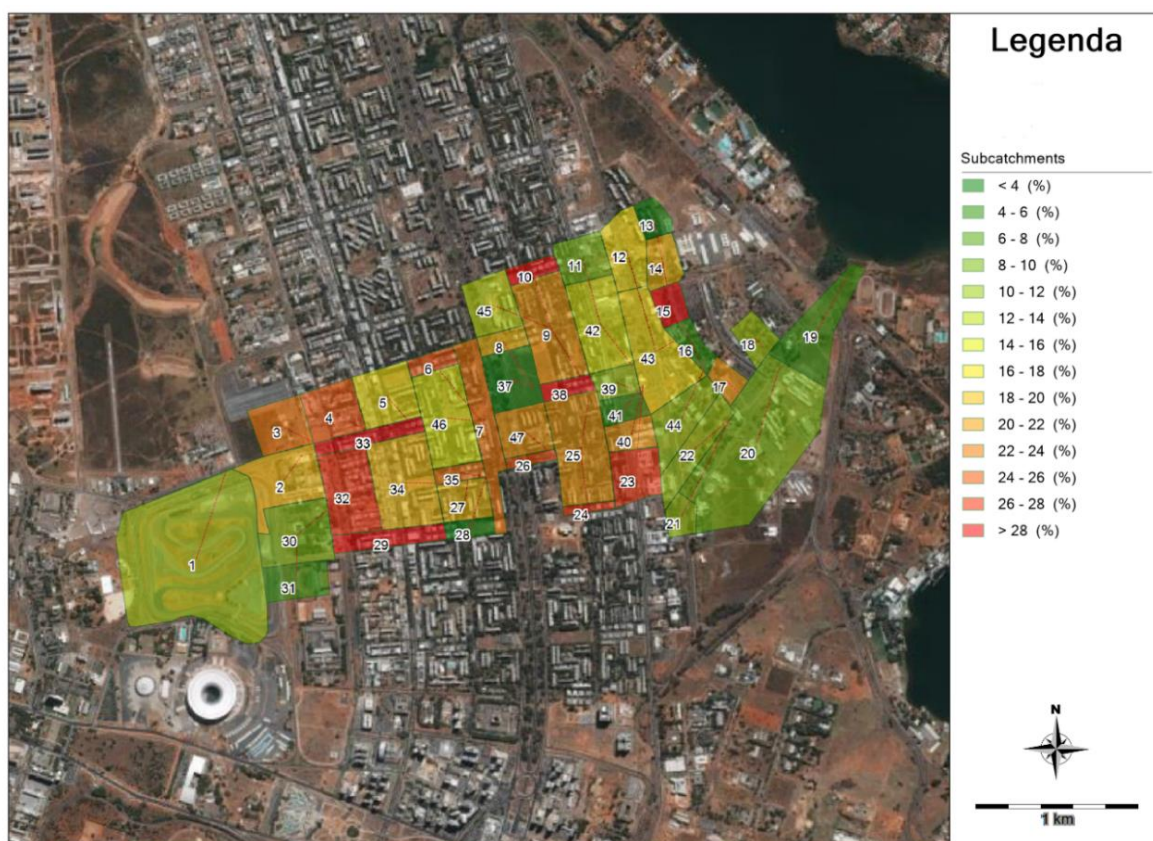 Legenda
Subcatchments
< 4 (%)
4 - 6 (%)
6 - 8 (%)
8 - 10 (%)
10 - 12 (%)
12 - 14 (%)
14 - 16 (%)
16 - 18 (%)
18 - 20 (%)
20 - 22 (%)
22 - 24 (%)
24 - 26 (%)
26 - 28 (%)
> 28 (%)
13
12
14
11
10
45
15
9
42
8
16
18
19
43
6
37
39
17
38
5
41
4
46
44
3
33
7
47
40
25
20
22
26
34
35
23
2
32
27
24
21
28
30
29
1
31
N
1 km